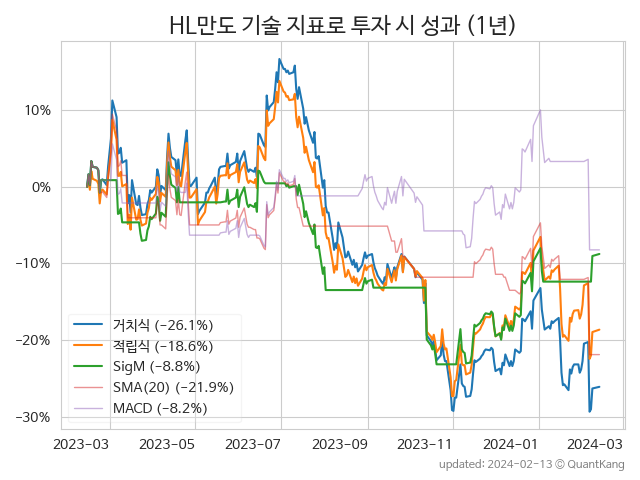 HL만도 기술 지표로 투자 시 성과 (1년)
10%
0%
−10%
−20%
−30%
거치식 (−26.1%)
적립식 (−18.6%)
SigM (−8.8%)
SMA(20) (−21.9%)
MACD (−8.2%)
2023-03 2023-05 2023-07 2023-09 2023-11 2024-01 2024-03
updated: 2024-02-13 © QuantKang